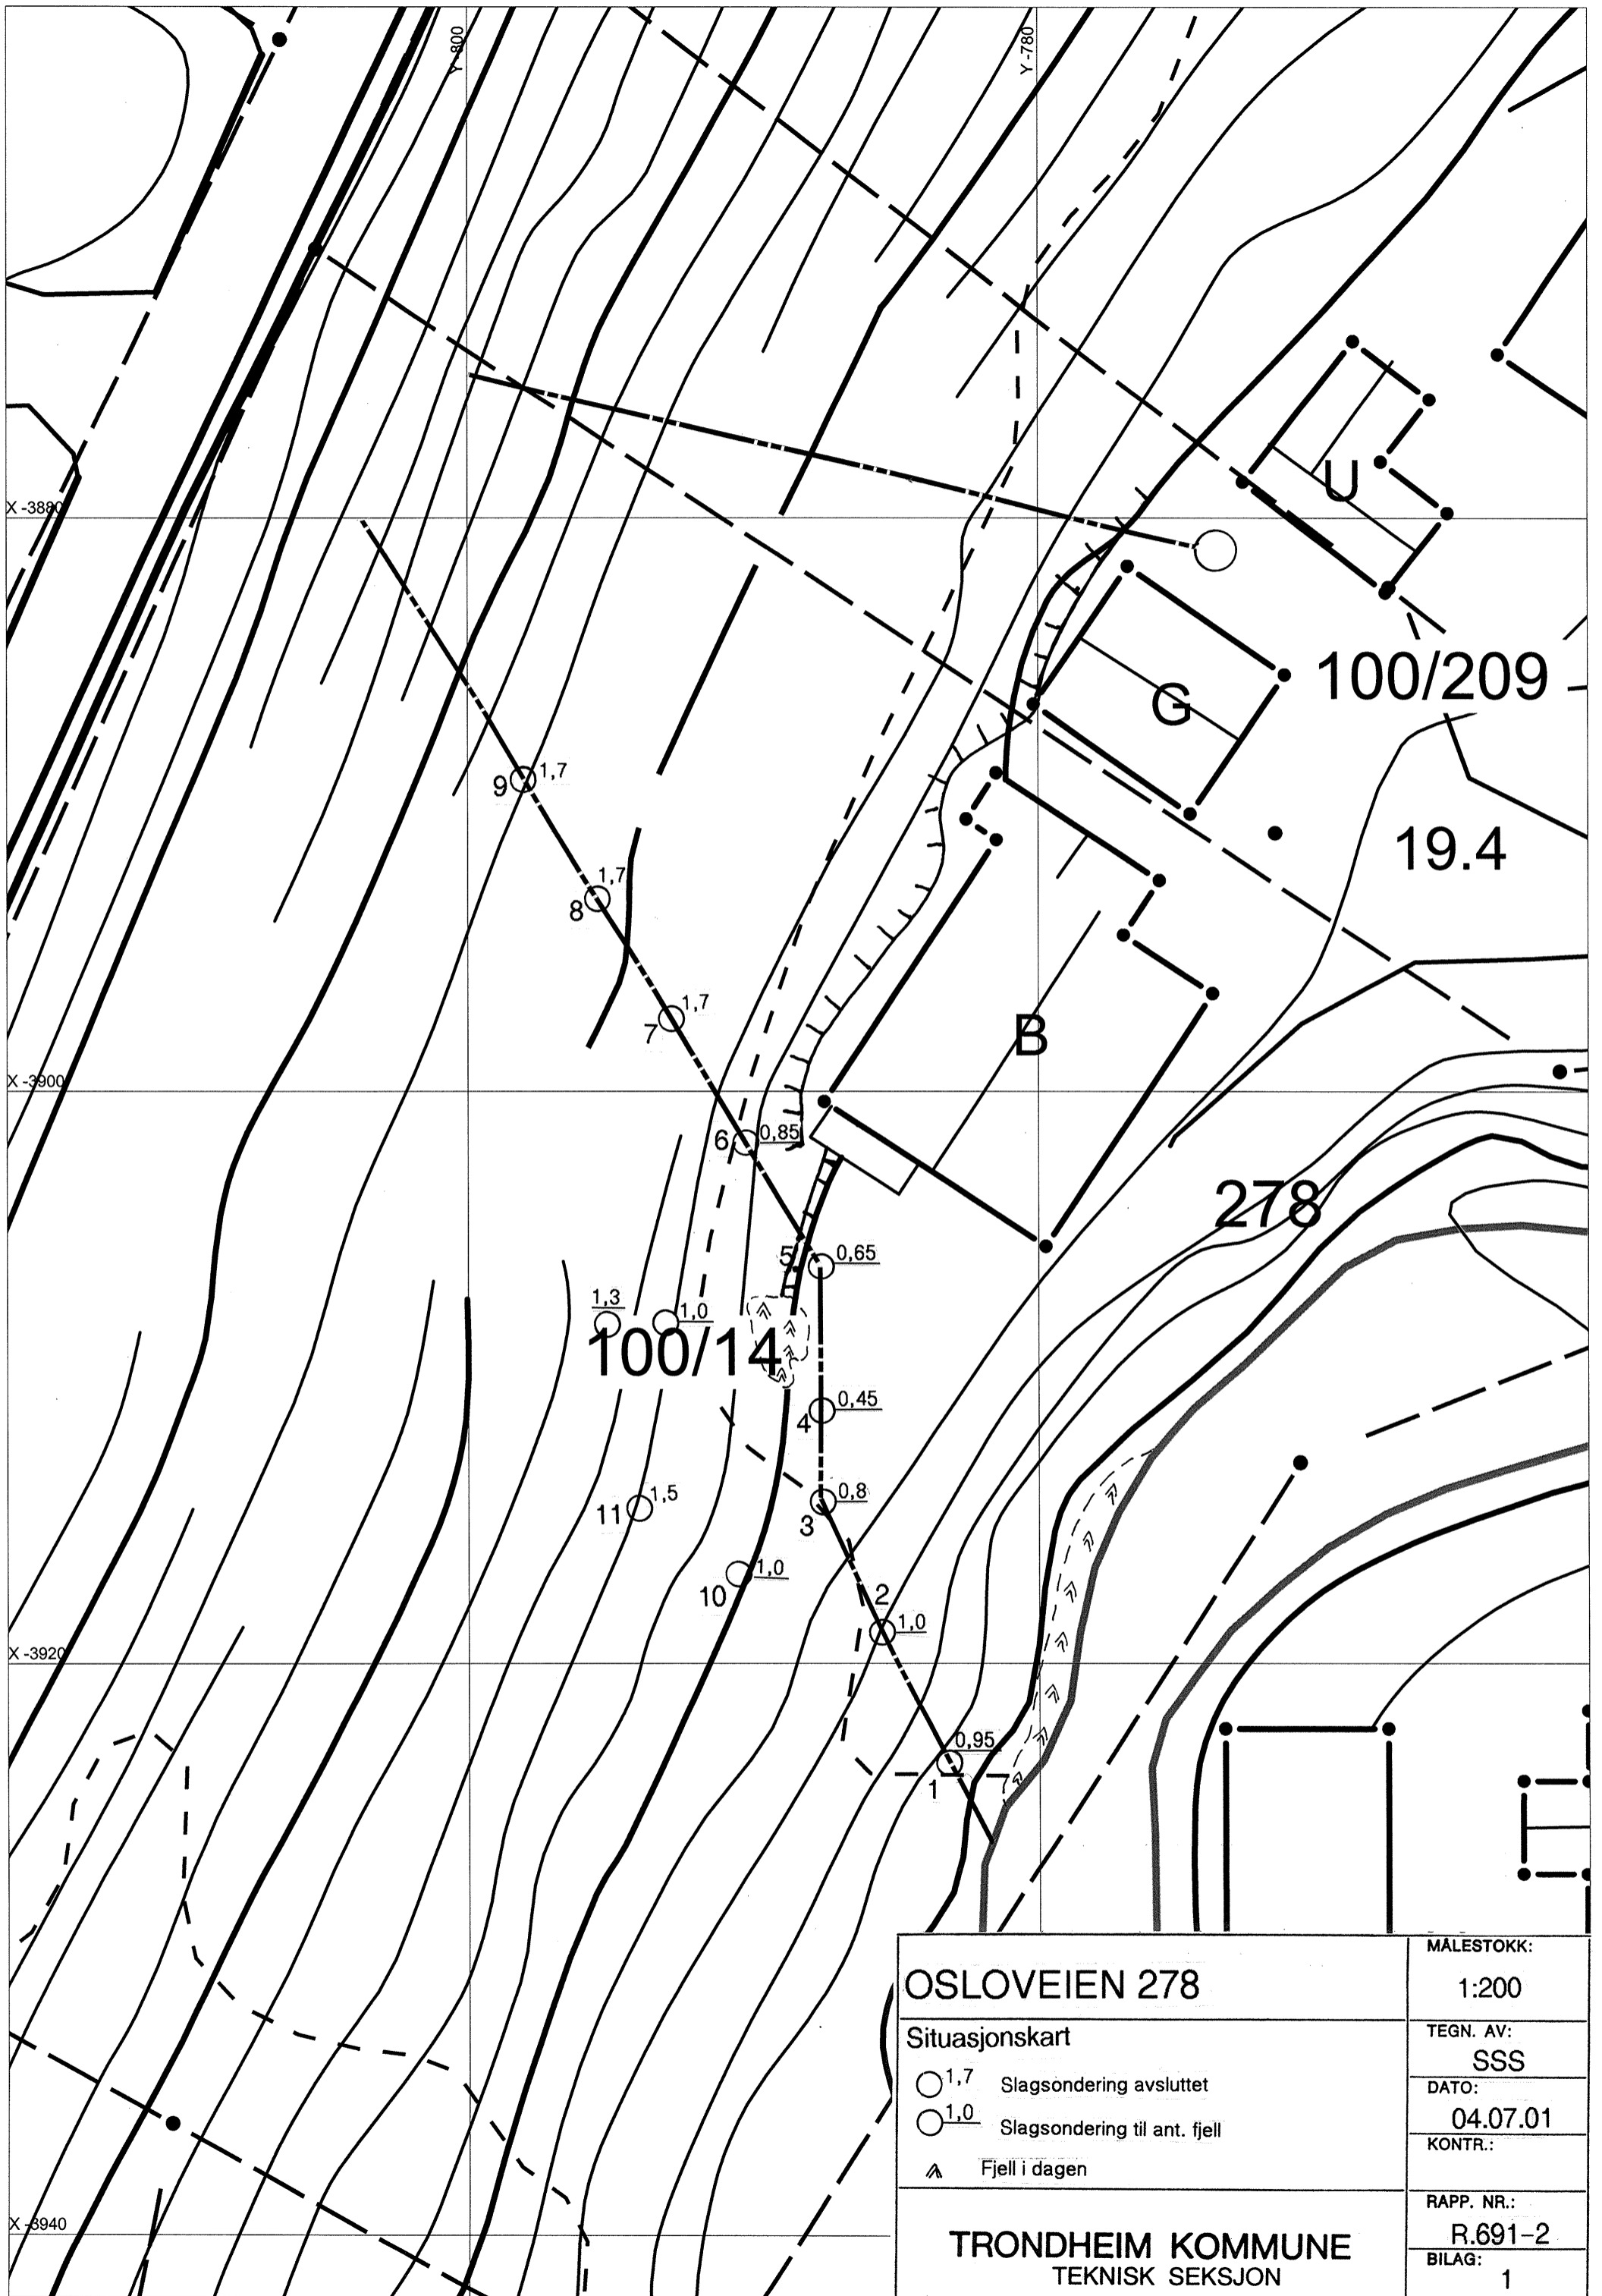 Y -800
Y -780
X -3880
U
100/209
G
9
1,7
19.4
8
1,7
7
1,7
B
X -3900
6
0,85
278
5
0,65
1,3
1,0
100/14
4
0,45
11
1,5
0,8
3
10
1,0
2
1,0
X -3920
0,95
1
OSLOVEIEN 278
Situasjonskart
1,7 Slagsondering avsluttet
1,0 Slagsondering til ant. fjell
Fjell i dagen
TRONDHEIM KOMMUNE
TEKNISK SEKSJON
MÅLESTOKK:
1:200
TEGN. AV:
SSS
DATO:
04.07.01
KONTR.:
RAPP. NR.:
R.691-2
BILAG:
1
X -3940